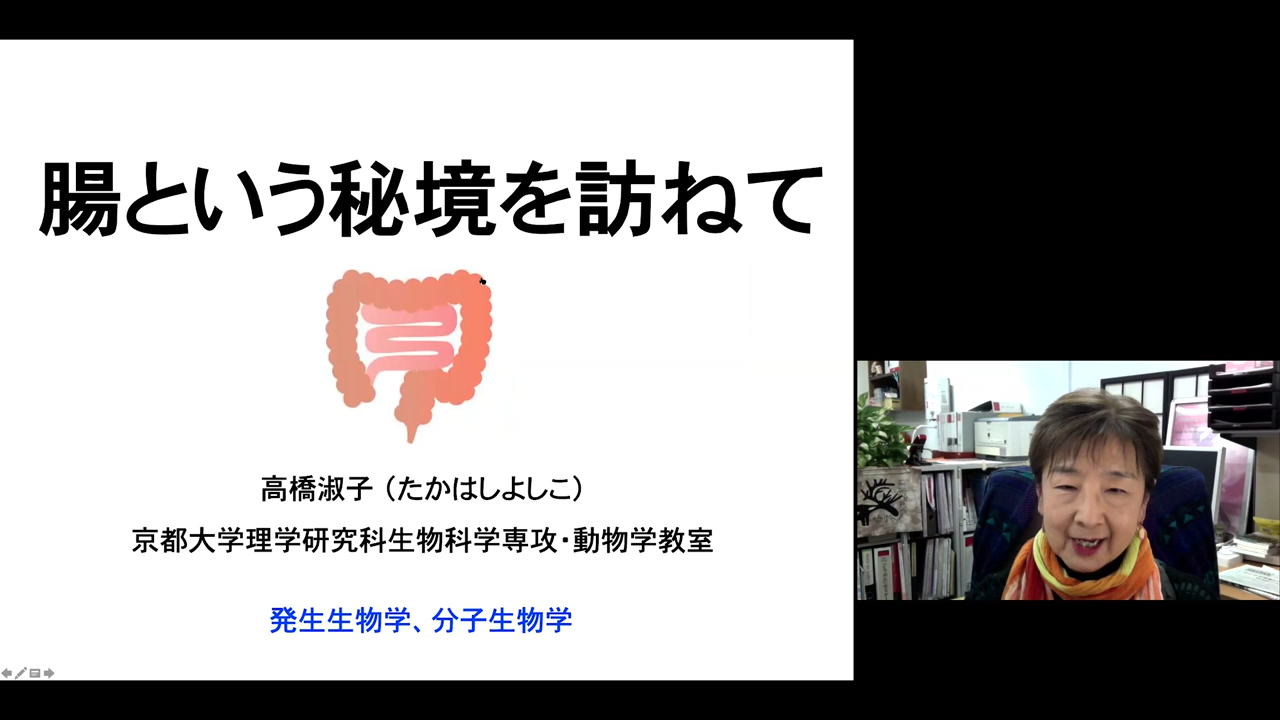 腸という秘境を訪ねて
高橋淑子（たかはしよしこ）
京都大学理学研究科生物科学専攻・動物学教室
発生生物学、分子生物学